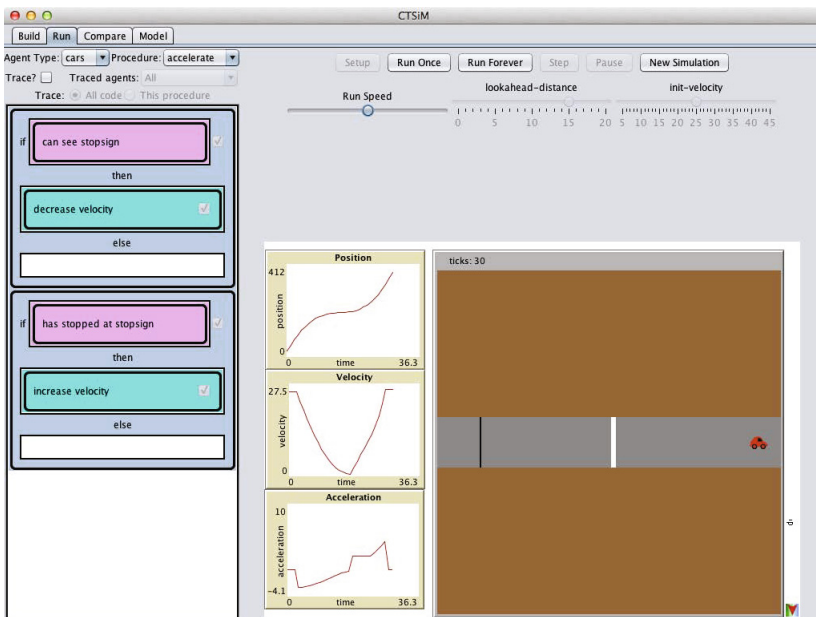 CTSiM
Build Run Compare Model
Agent Type: cars Procedure: accelerate
Trace? Traced agents: All
Trace: All code This procedure
Setup Run Once Run Forever Step Pause New Simulation
Run Speed
lookahead-distance
0 5 10 15 20
init-velocity
5 10 15 20 25 30 35 40 45
if can see stopsign
then
decrease velocity
else
if has stopped at stopsign
then
increase velocity
else
Position
412
position
0
0 time 36.3
Velocity
27.5
velocity
0
0 time 36.3
Acceleration
10
acceleration
-4.1
0 time 36.3
ticks: 30